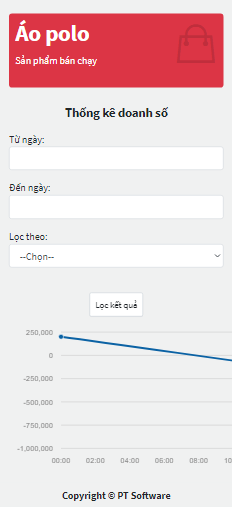 Áo polo
Sản phẩm bán chạy
Thống kê doanh số
Từ ngày:
Đến ngày:
Lọc theo:
--Chọn--
Lọc kết quả
250,000
0
-250,000
-500,000
-750,000
-1,000,000
00:00 02:00 04:00 06:00 08:00 10
Copyright © PT Software